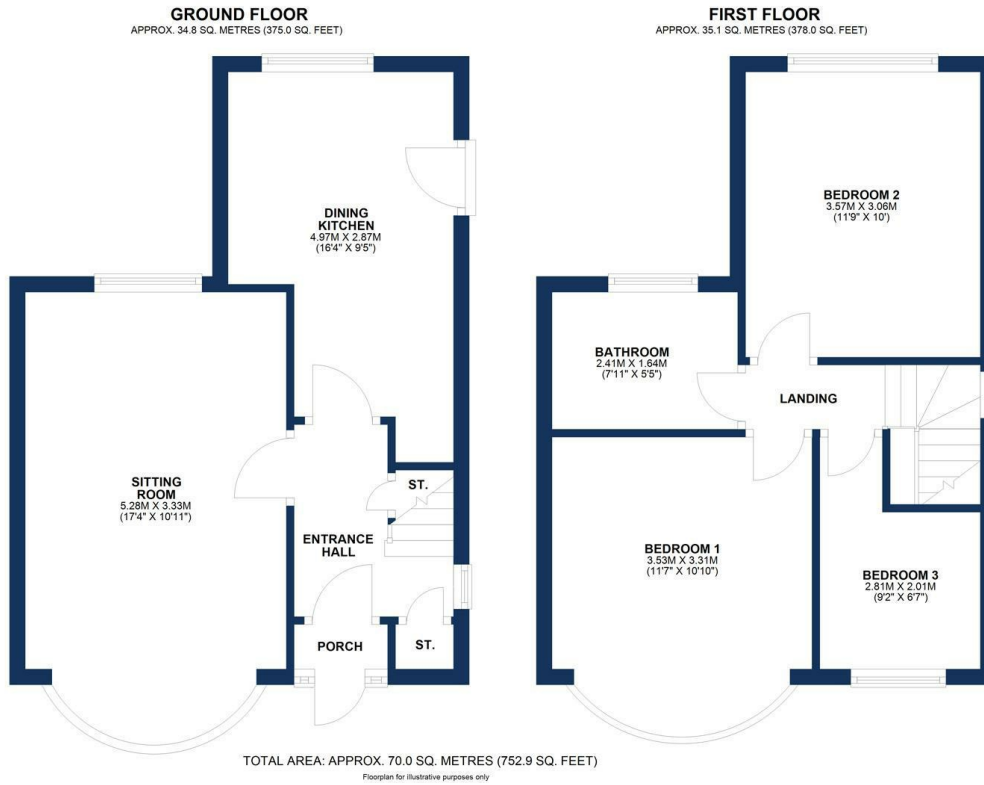 GROUND FLOOR
APPROX. 34.8 SQ. METRES (375.0 SQ. FEET)
DINING
KITCHEN
4.97M X 2.87M
(16'4" X 9'5")
SITTING
ROOM
5.28M X 3.33M
(17'4" X 10'11")
ST.
ENTRANCE
HALL
PORCH
ST.
FIRST FLOOR
APPROX. 35.1 SQ. METRES (378.0 SQ. FEET)
BEDROOM 2
3.57M X 3.06M
(11'9" X 10')
BATHROOM
2.41M X 1.64M
(7'11" X 5'5")
LANDING
BEDROOM 1
3.53M X 3.31M
(11'7" X 10'10")
BEDROOM 3
2.81M X 2.01M
(9'2" X 6'7")
TOTAL AREA: APPROX. 70.0 SQ. METRES (752.9 SQ. FEET)
Floorplan for illustrative purposes only